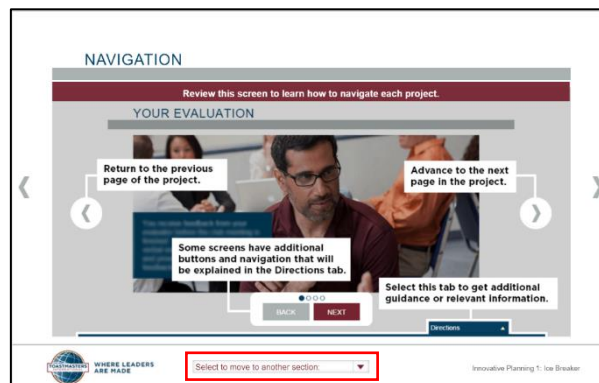 NAVIGATION
Review this screen to learn how to navigate each project.
YOUR EVALUATION
Return to the previous
page of the project.
Advance to the next
page in the project.
Some screens have additional
buttons and navigation that will
be explained in the Directions tab.
Select this tab to get additional
guidance or relevant information.
BACK
NEXT
Directions
TOASTMASTERS
WHERE LEADERS
ARE MADE
Select to move to another section:
Innovative Planning 1: Ice Breaker